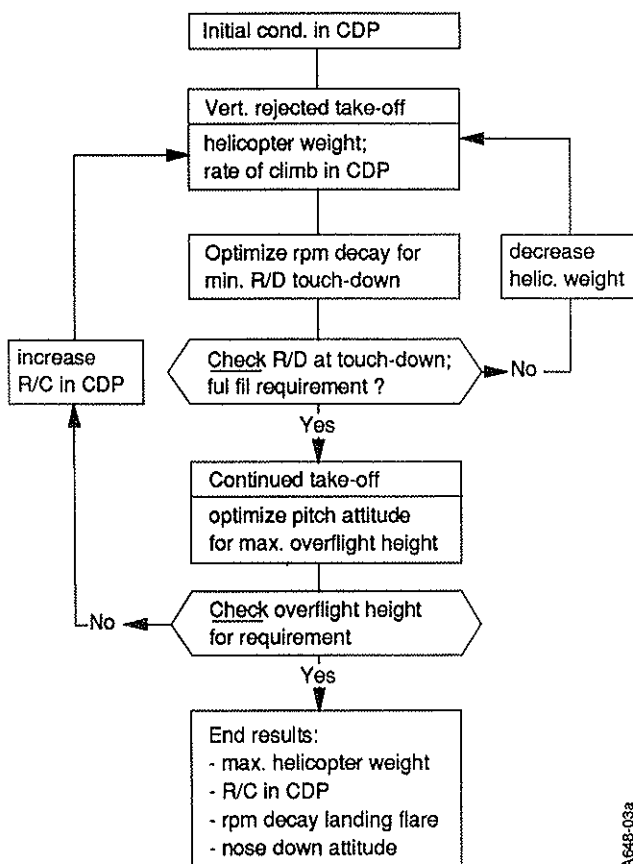 Initial cond. in CDP
Vert. rejected take-off
helicopter weight;
rate of climb in CDP
Optimize rpm decay for
min. R/D touch-down
decrease
helic. weight
increase
R/C in CDP
Check R/D at touch-down;
ful fil requirement ?
No
Yes
Continued take-off
optimize pitch attitude
for max. overflight height
No
Check overflight height
for requirement
Yes
End results:
- max. helicopter weight
- R/C in CDP
- rpm decay landing flare
- nose down attitude
A648-03a